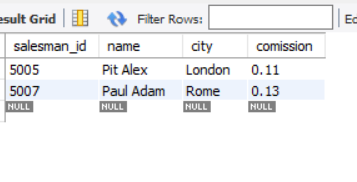 esult Grid Filter Rows: Ed
salesman_id name city comission
5005 Pit Alex London 0.11
5007 Paul Adam Rome 0.13
NULL NULL NULL NULL